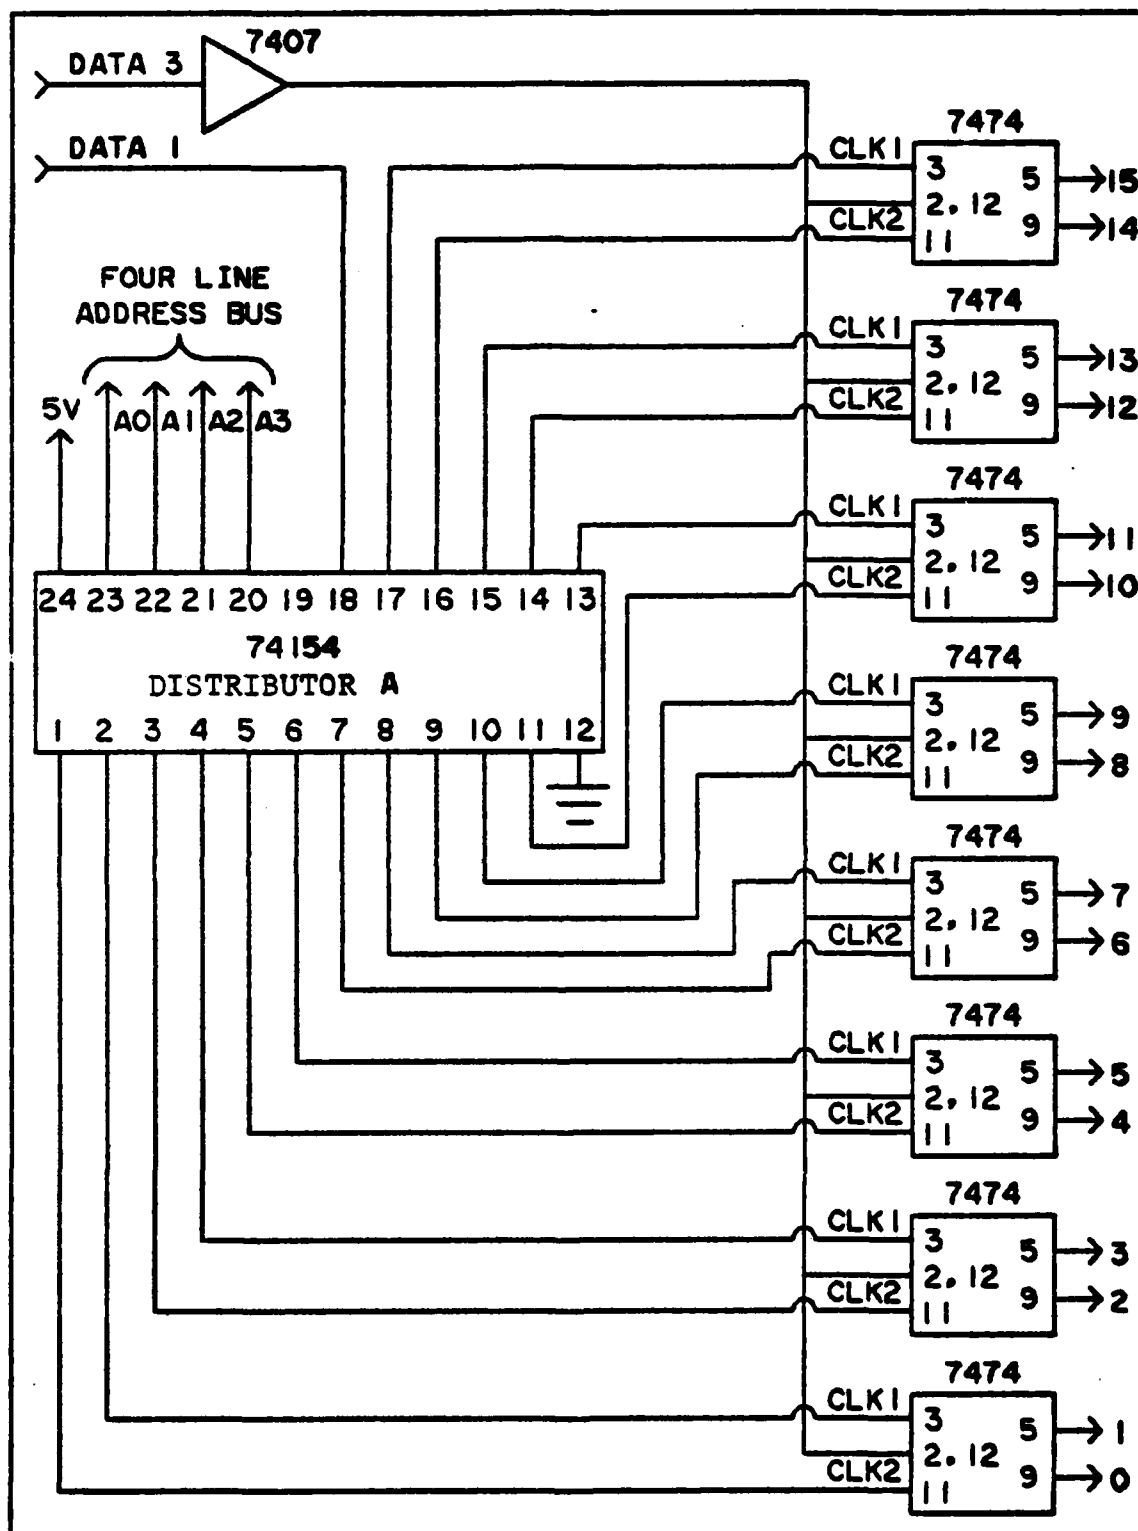 7407
DATA 3
DATA 1
FOUR LINE
ADDRESS BUS
5V A0 A1 A2 A3
24 23 22 21 20 19 18 17 16 15 14 13
74154
DISTRIBUTOR A
1 2 3 4 5 6 7 8 9 10 11 12
7474
CLK1 3 5 15
2,12
CLK2 11 9 14
7474
CLK1 3 5 13
2,12
CLK2 11 9 12
7474
CLK1 3 5 11
2,12
CLK2 11 9 10
7474
CLK1 3 5 9
2,12
CLK2 11 9 8
7474
CLK1 3 5 7
2,12
CLK2 11 9 6
7474
CLK1 3 5 5
2,12
CLK2 11 9 4
7474
CLK1 3 5 3
2,12
CLK2 11 9 2
7474
CLK1 3 5 1
2,12
CLK2 11 9 0